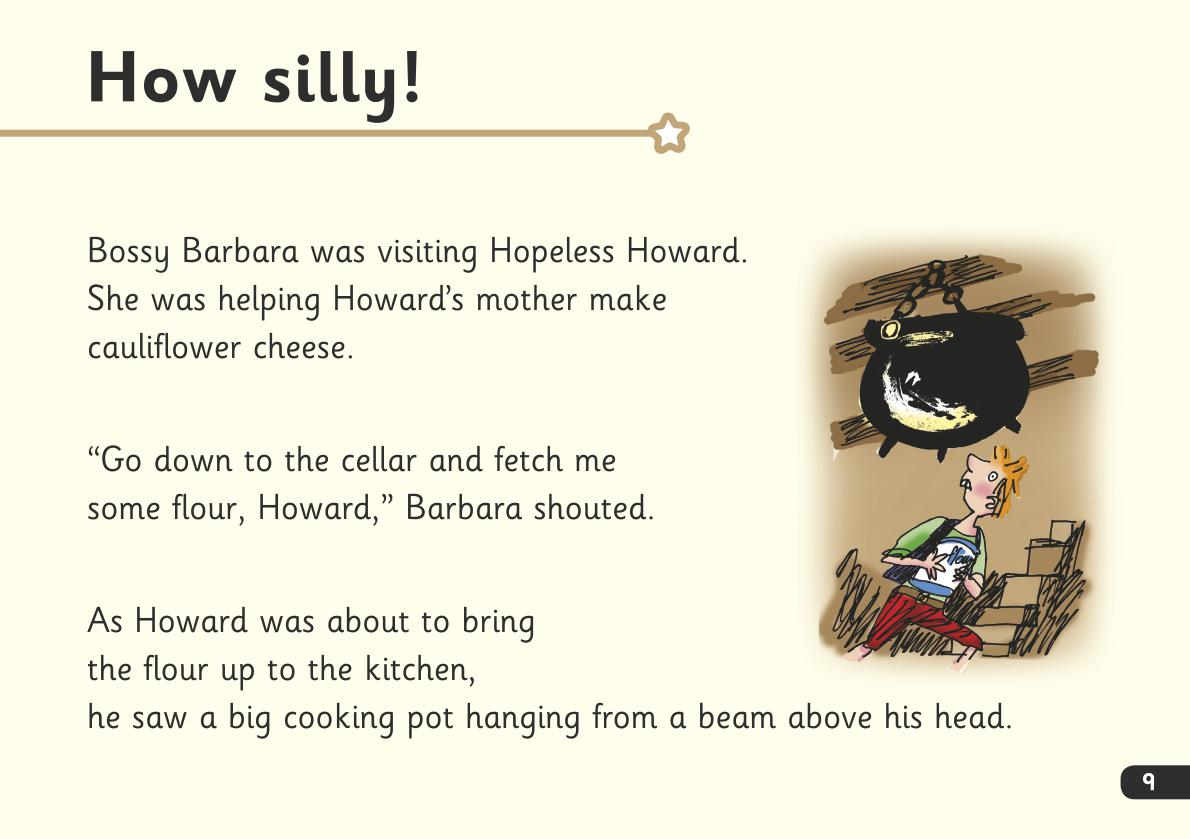 How silly!
Bossy Barbara was visiting Hopeless Howard.
She was helping Howard’s mother make
cauliflower cheese.
“Go down to the cellar and fetch me
some flour, Howard,” Barbara shouted.
As Howard was about to bring
the flour up to the kitchen,
he saw a big cooking pot hanging from a beam above his head.
flour
9